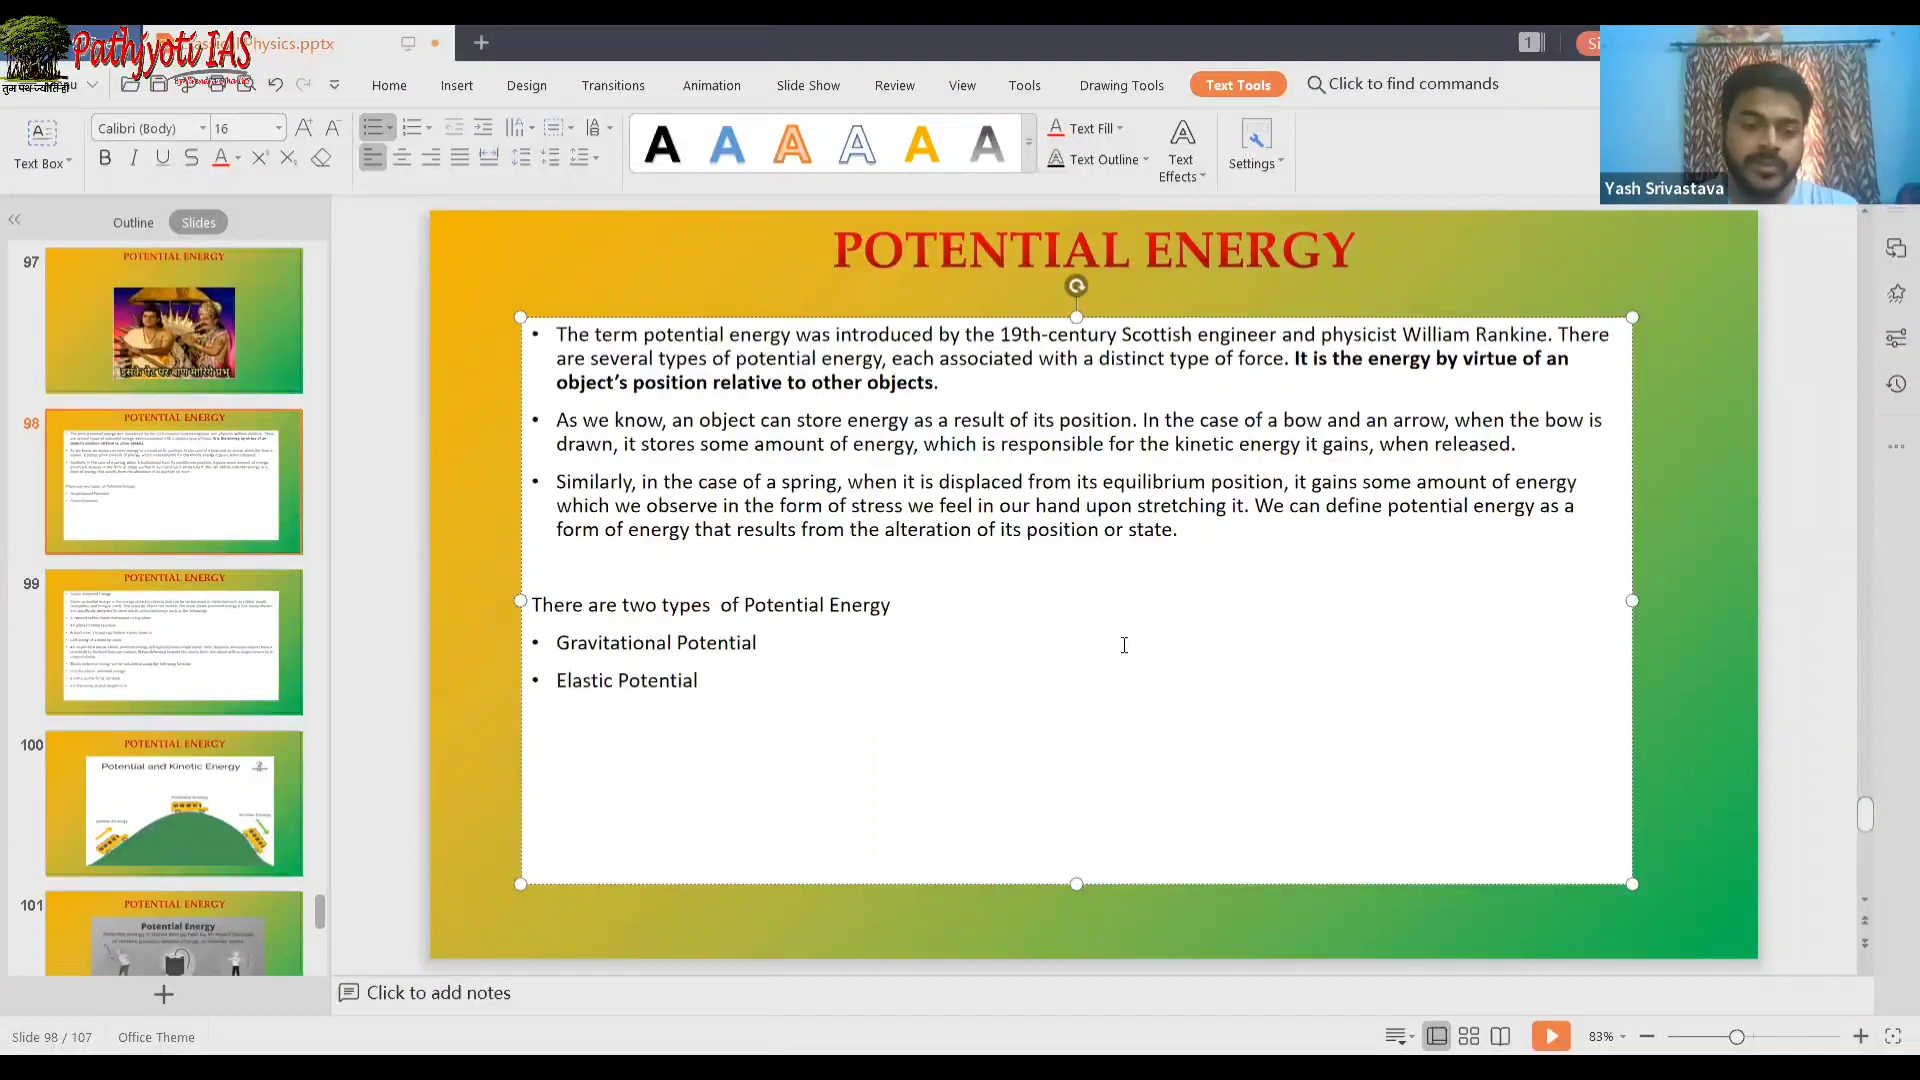 Pathjyoti IAS
तुम पथ-ज्योति हो
Physics.pptx
+
1
Home Insert Design Transitions Animation Slide Show Review View Tools Drawing Tools Text Tools Click to find commands
Text Box
Calibri (Body) 16
Text Fill
Text Outline
Text Effects
Settings
Yash Srivastava
Outline Slides
97
POTENTIAL ENERGY
98
POTENTIAL ENERGY
99
POTENTIAL ENERGY
100
POTENTIAL ENERGY
Potential and Kinetic Energy
101
POTENTIAL ENERGY
Potential Energy
POTENTIAL ENERGY
• The term potential energy was introduced by the 19th-century Scottish engineer and physicist William Rankine. There
are several types of potential energy, each associated with a distinct type of force. It is the energy by virtue of an
object’s position relative to other objects.
• As we know, an object can store energy as a result of its position. In the case of a bow and an arrow, when the bow is
drawn, it stores some amount of energy, which is responsible for the kinetic energy it gains, when released.
• Similarly, in the case of a spring, when it is displaced from its equilibrium position, it gains some amount of energy
which we observe in the form of stress we feel in our hand upon stretching it. We can define potential energy as a
form of energy that results from the alteration of its position or state.
There are two types  of Potential Energy
• Gravitational Potential
• Elastic Potential
Click to add notes
Slide 98 / 107 Office Theme
83%